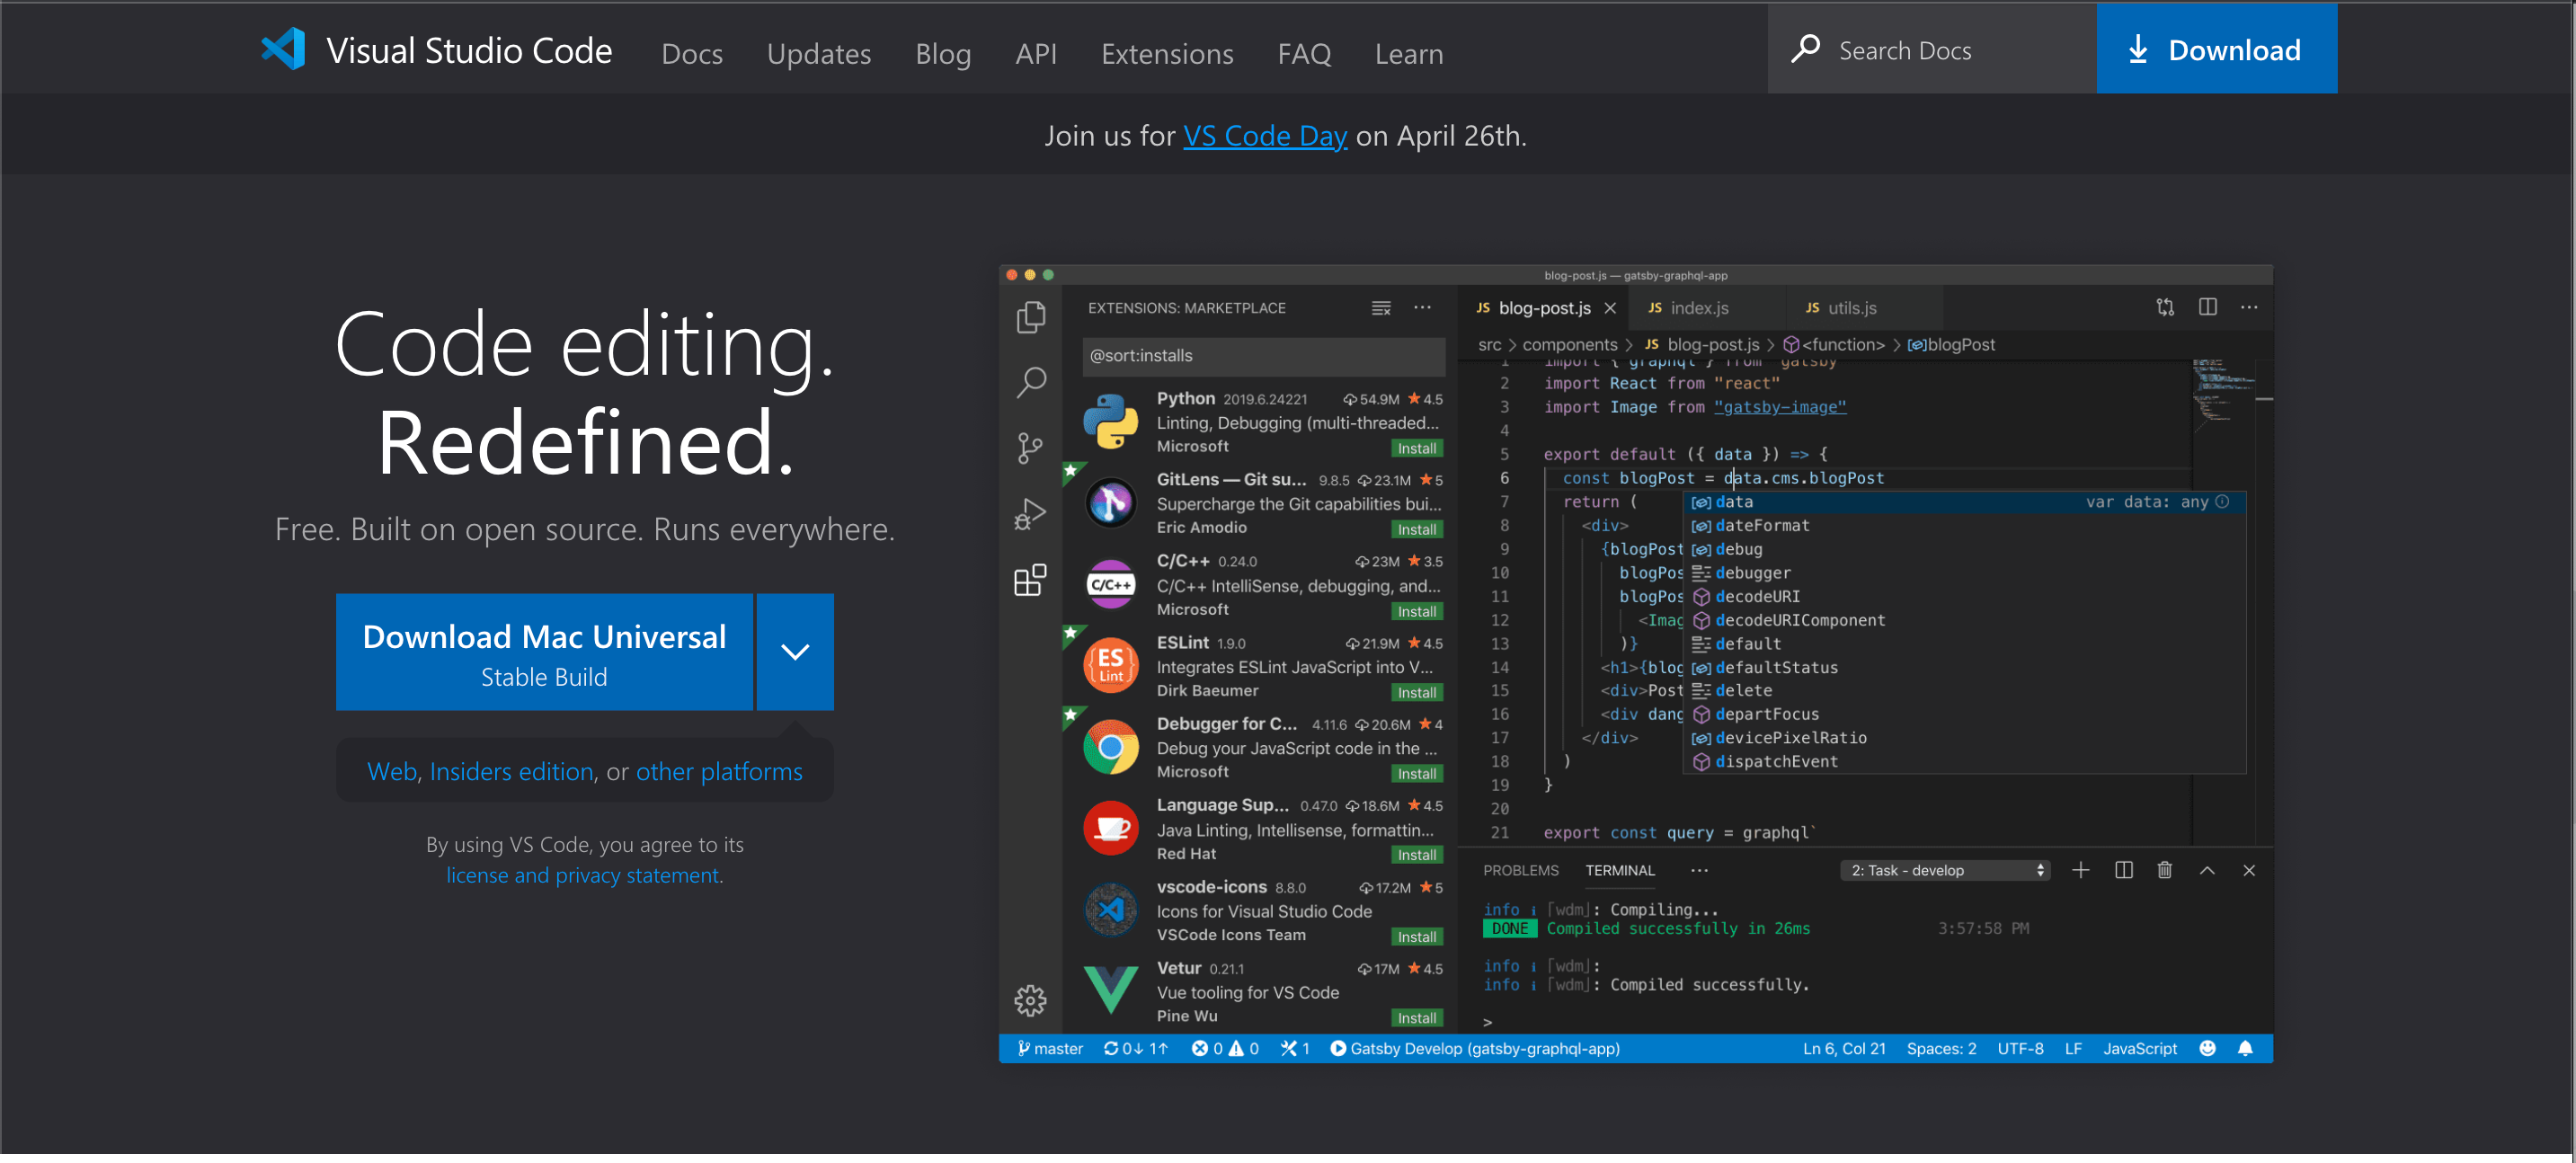 Visual Studio Code Docs Updates Blog API Extensions FAQ Learn Search Docs Download
Join us for VS Code Day on April 26th.
Code editing.
Redefined.
Free. Built on open source. Runs everywhere.
Download Mac Universal
Stable Build
Web, Insiders edition, or other platforms
By using VS Code, you agree to its
license and privacy statement.
blog-post.js — gatsby-graphql-app
EXTENSIONS: MARKETPLACE
@sort:installs
Python 2019.6.24221 54.9M 4.5
Linting, Debugging (multi-threaded...
Microsoft Install
GitLens — Git su... 9.8.5 23.1M 5
Supercharge the Git capabilities bui...
Eric Amodio Install
C/C++
C/C++ 0.24.0 23M 3.5
C/C++ IntelliSense, debugging, and...
Microsoft Install
ES
Lint
ESLint 1.9.0 21.9M 4.5
Integrates ESLint JavaScript into V...
Dirk Baeumer Install
Debugger for C... 4.11.6 20.6M 4
Debug your JavaScript code in the ...
Microsoft Install
Language Sup... 0.47.0 18.6M 4.5
Java Linting, Intellisense, formattin...
Red Hat Install
vscode-icons 8.8.0 17.2M 5
Icons for Visual Studio Code
VSCode Icons Team Install
Vetur 0.21.1 17M 4.5
Vue tooling for VS Code
Pine Wu Install
JS blog-post.js JS index.js JS utils.js
src > components > JS blog-post.js > <function> > blogPost
1 import { graphql } from "gatsby"
2 import React from "react"
3 import Image from "gatsby-image"
4
5 export default ({ data }) => {
6 const blogPost = data.cms.blogPost
7 return (
8 <div>
9 {blogPost
10 blogPos
11 blogPos
12 <Imag
13 )}
14 <h1>{blog
15 <div>Post
16 <div dang
17 </div>
18 )
19 }
20
21 export const query = graphql`
data var data: any
dateFormat
debug
debugger
decodeURI
decodeURIComponent
default
defaultStatus
delete
departFocus
devicePixelRatio
dispatchEvent
PROBLEMS TERMINAL ... 2: Task - develop
info i ｢wdm｣: Compiling...
DONE Compiled successfully in 26ms 3:57:58 PM
info i ｢wdm｣:
info i ｢wdm｣: Compiled successfully.
>
master 0↓ 1↑ 0 0 1 Gatsby Develop (gatsby-graphql-app) Ln 6, Col 21 Spaces: 2 UTF-8 LF JavaScript